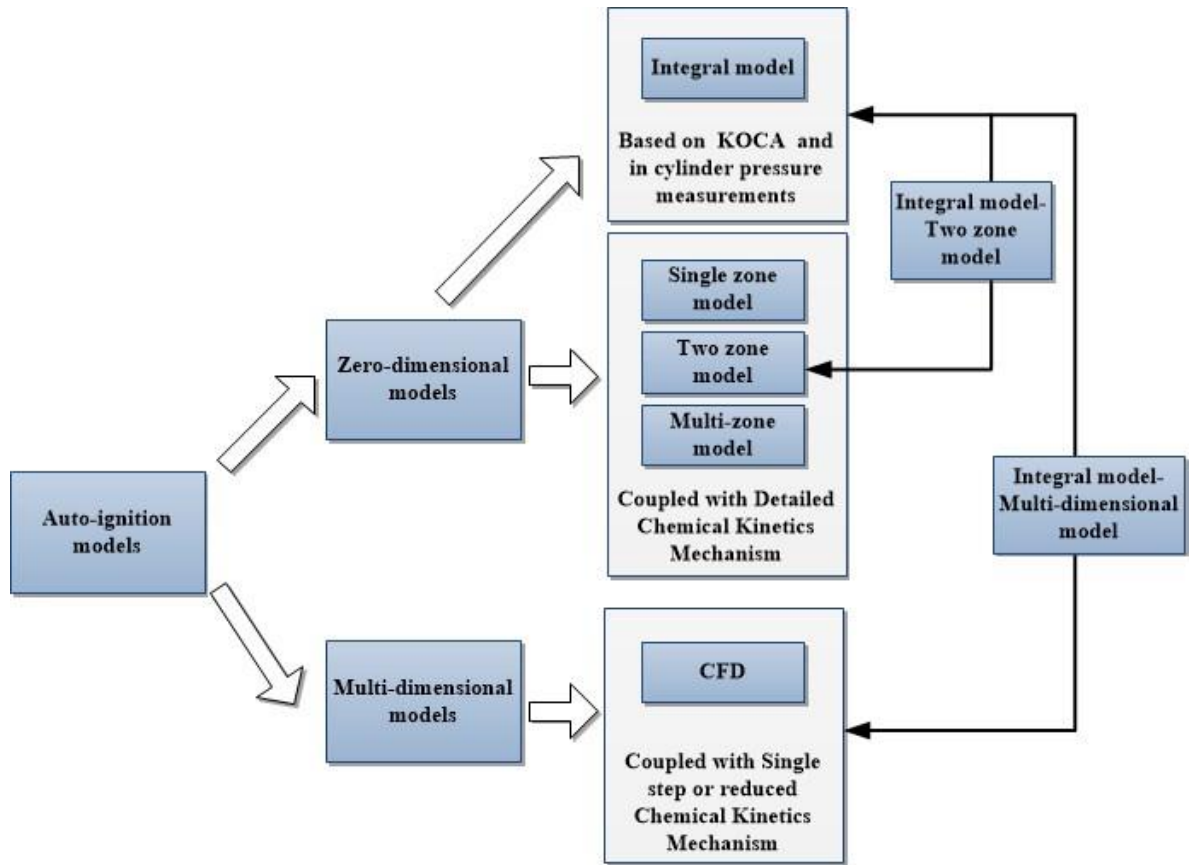 Auto-ignition
models
Zero-dimensional
models
Multi-dimensional
models
Integral model
Based on KOCA and
in cylinder pressure
measurements
Single zone
model
Two zone
model
Multi-zone
model
Coupled with Detailed
Chemical Kinetics
Mechanism
CFD
Coupled with Single
step or reduced
Chemical Kinetics
Mechanism
Integral model-
Two zone
model
Integral model-
Multi-dimensional
model